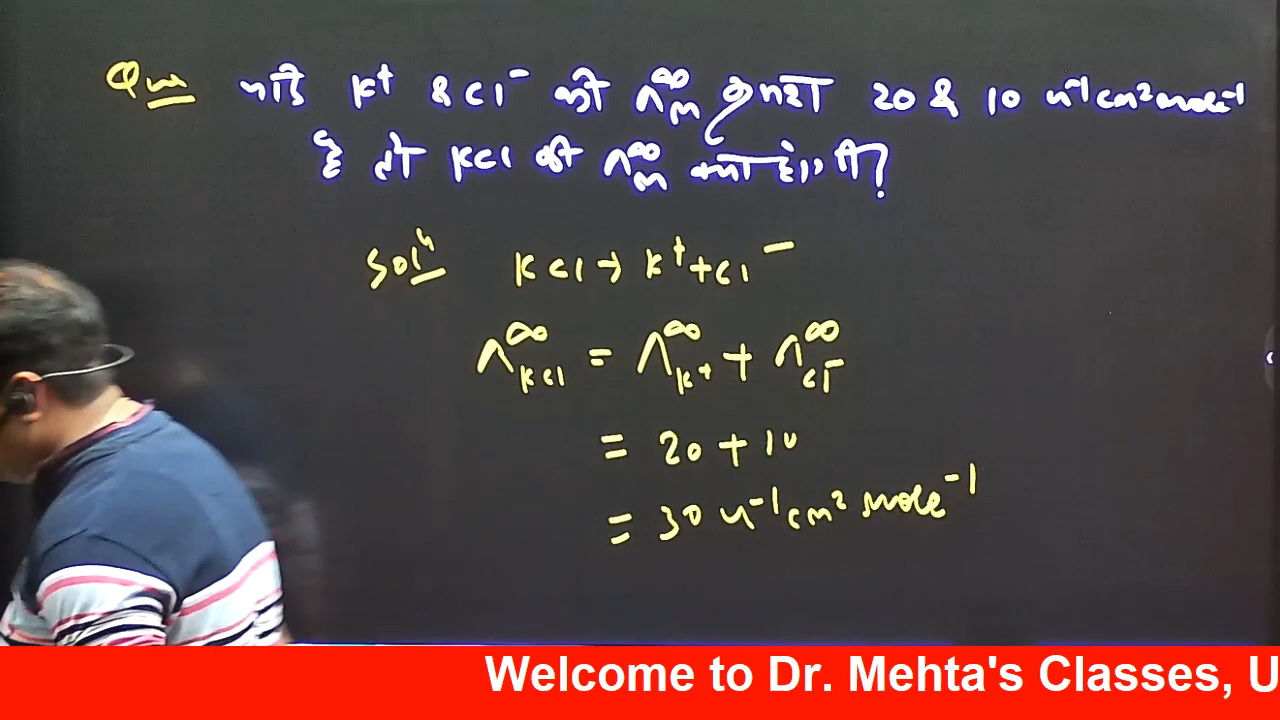 Qus यदि K⁺ & Cl⁻ की Λ∞m क्रमशः 20 & 10 Ω⁻¹cm²mole⁻¹
है तो KCl की Λ∞m क्या होगी?
Solⁿ KCl → K⁺ + Cl⁻
Λ∞KCl = Λ∞K⁺ + Λ∞Cl⁻
= 20 + 10
= 30 Ω⁻¹cm² mole⁻¹
Welcome to Dr. Mehta's Classes, U